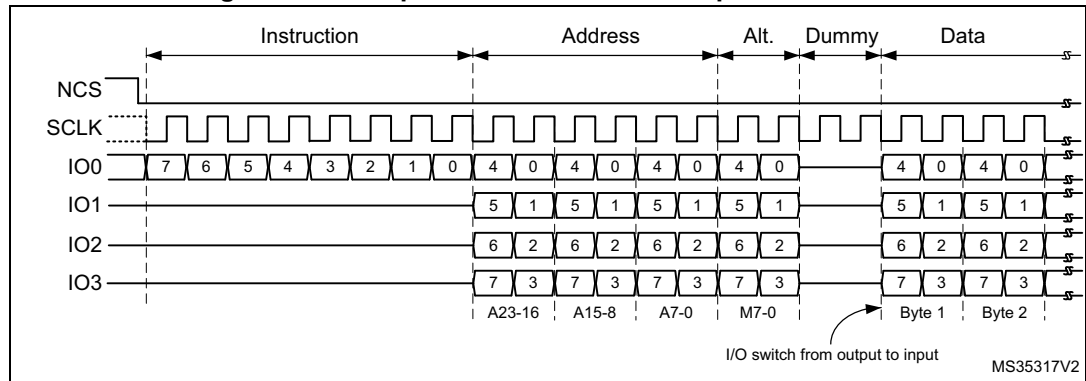 Instruction Address Alt. Dummy Data
NCS
SCLK
IO0 7 6 5 4 3 2 1 0 4 0 4 0 4 0 4 0 4 0 4 0
IO1 5 1 5 1 5 1 5 1 5 1 5 1
IO2 6 2 6 2 6 2 6 2 6 2 6 2
IO3 7 3 7 3 7 3 7 3 7 3 7 3
A23-16 A15-8 A7-0 M7-0 Byte 1 Byte 2
I/O switch from output to input
MS35317V2